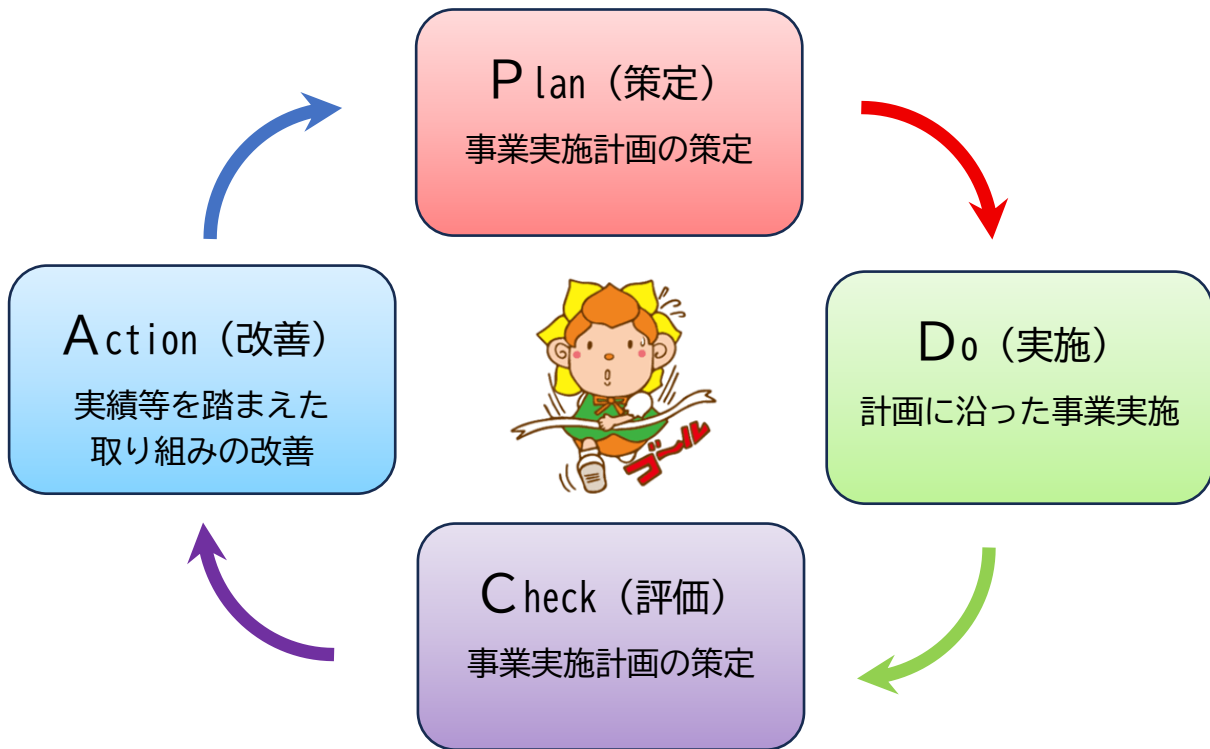 Plan（策定）
事業実施計画の策定
Do（実施）
計画に沿った事業実施
Check（評価）
事業実施計画の策定
Action（改善）
実績等を踏まえた
取り組みの改善
ゴール